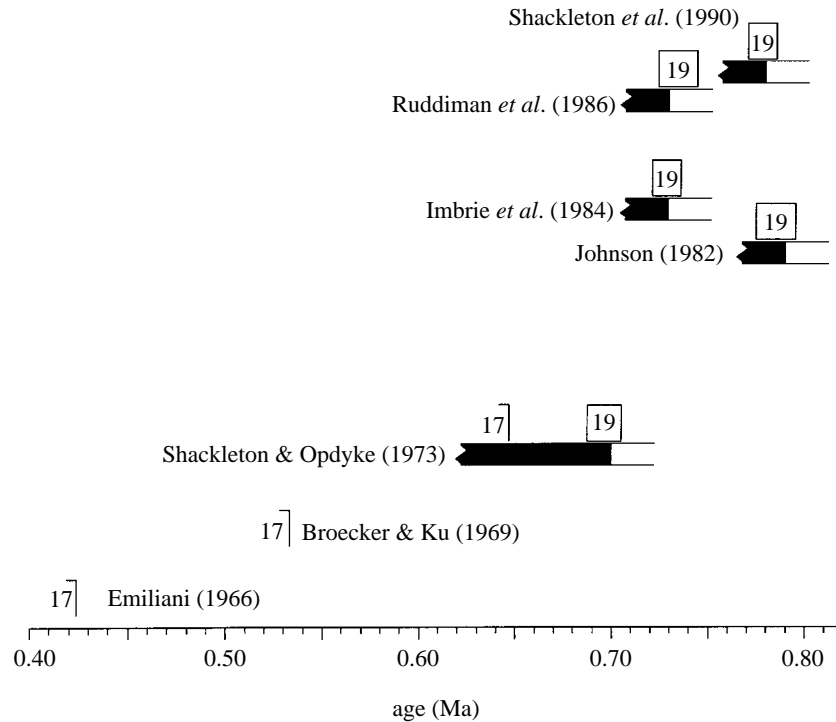 Shackleton et al. (1990)
19
19
Ruddiman et al. (1986)
19
Imbrie et al. (1984)
19
Johnson (1982)
17
19
Shackleton & Opdyke (1973)
17
Broecker & Ku (1969)
17
Emiliani (1966)
0.40 0.50 0.60 0.70 0.80
age (Ma)